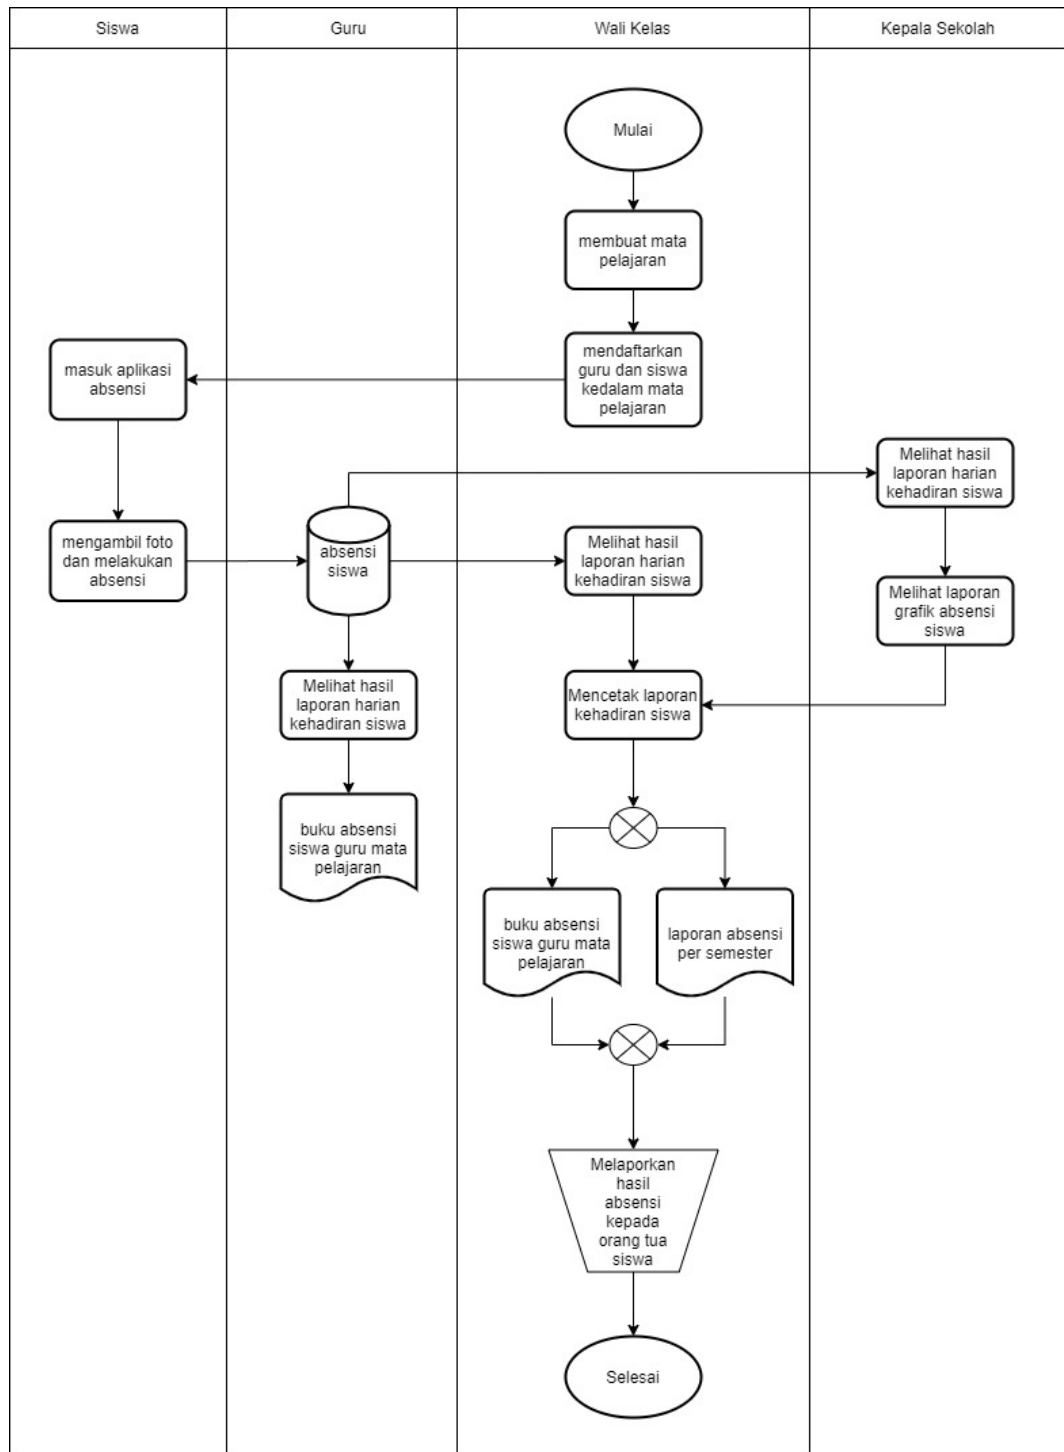 Siswa
Guru
Wali Kelas
Kepala Sekolah
Mulai
membuat mata
pelajaran
mendaftarkan
guru dan siswa
kedalam mata
pelajaran
masuk aplikasi
absensi
mengambil foto
dan melakukan
absensi
absensi
siswa
Melihat hasil
laporan harian
kehadiran siswa
Melihat hasil
laporan harian
kehadiran siswa
Melihat laporan
grafik absensi
siswa
Melihat hasil
laporan harian
kehadiran siswa
Mencetak laporan
kehadiran siswa
buku absensi
siswa guru mata
pelajaran
buku absensi
siswa guru mata
pelajaran
laporan absensi
per semester
Melaporkan
hasil
absensi
kepada
orang tua
siswa
Selesai